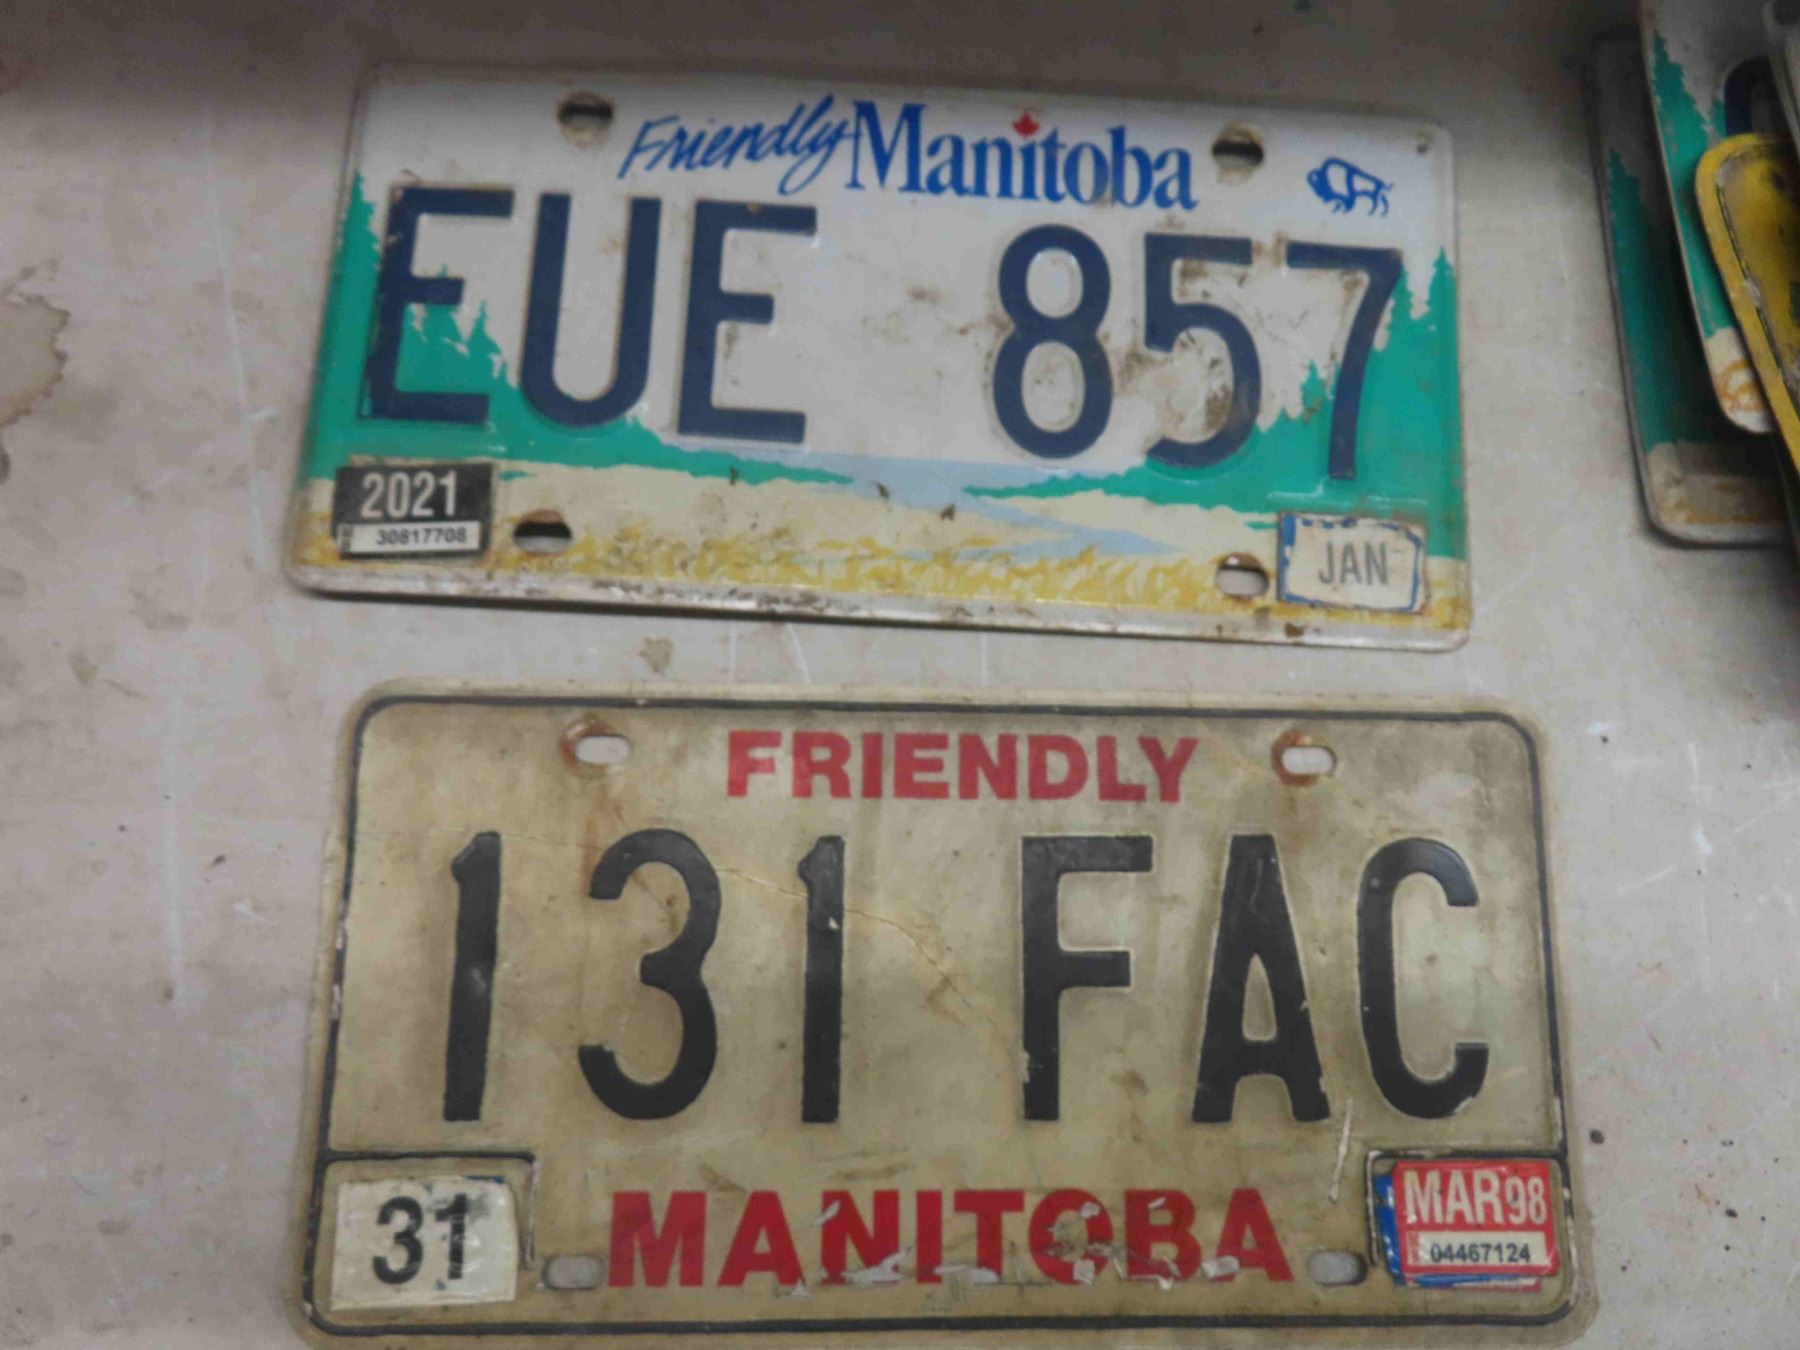 Friendly Manitoba
EUE 857
2021
30817708
JAN
FRIENDLY
131 FAC
31
MANITOBA
MAR98
04467124